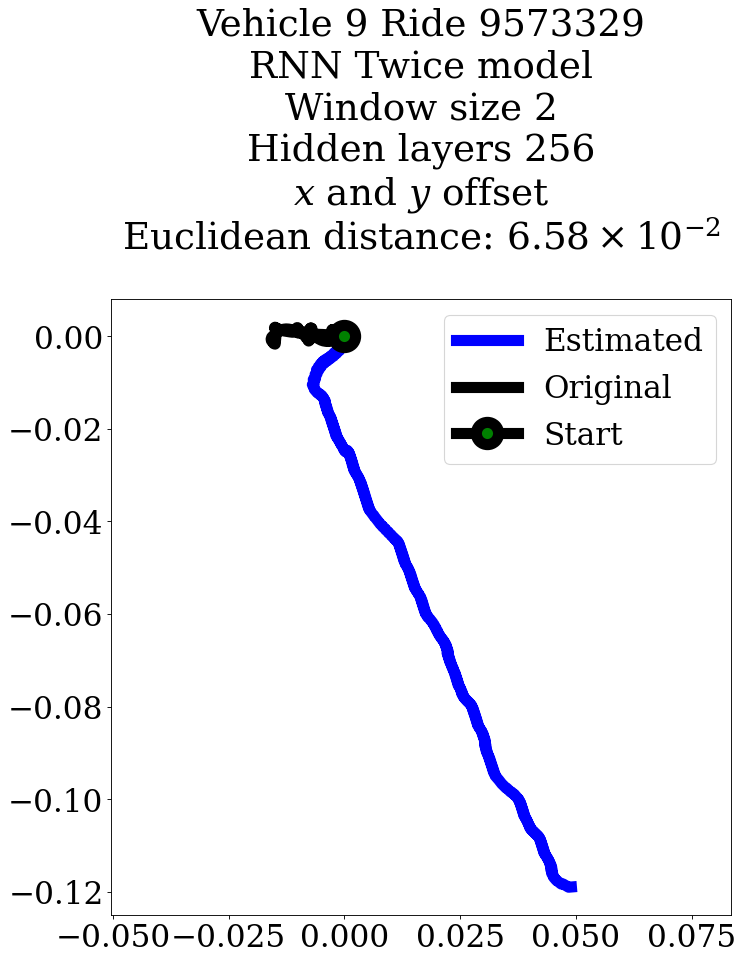 Vehicle 9 Ride 9573329
RNN Twice model
Window size 2
Hidden layers 256
x and y offset
Euclidean distance: 6.58 × 10⁻²
Estimated
Original
Start
0.00
−0.02
−0.04
−0.06
−0.08
−0.10
−0.12
−0.050 −0.025 0.000 0.025 0.050 0.075